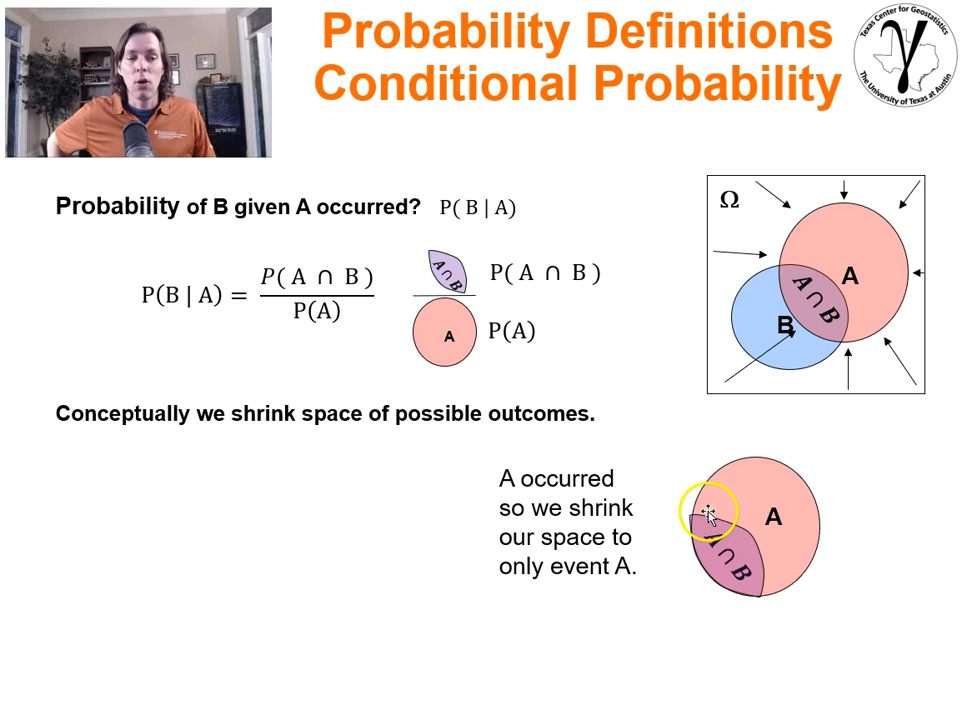 Probability Definitions
Conditional Probability
Texas Center for Geostatistics
The University of Texas at Austin
γ
Probability of B given A occurred? P( B | A)
P(B | A) = P( A ∩ B ) / P(A)
A ∩ B
P( A ∩ B )
A
P(A)
Ω
A
A ∩ B
B
Conceptually we shrink space of possible outcomes.
A occurred
so we shrink
our space to
only event A.
A
A ∩ B